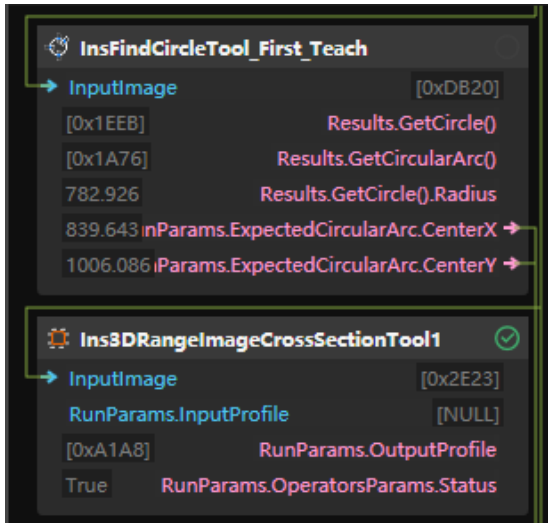 InsFindCircleTool_First_Teach
InputImage [0xDB20]
[0x1EEB] Results.GetCircle()
[0x1A76] Results.GetCircularArc()
782.926 Results.GetCircle().Radius
839.643 nParams.ExpectedCircularArc.CenterX
1006.086 Params.ExpectedCircularArc.CenterY
Ins3DRangeImageCrossSectionTool1
InputImage [0x2E23]
RunParams.InputProfile [NULL]
[0xA1A8] RunParams.OutputProfile
True RunParams.OperatorsParams.Status